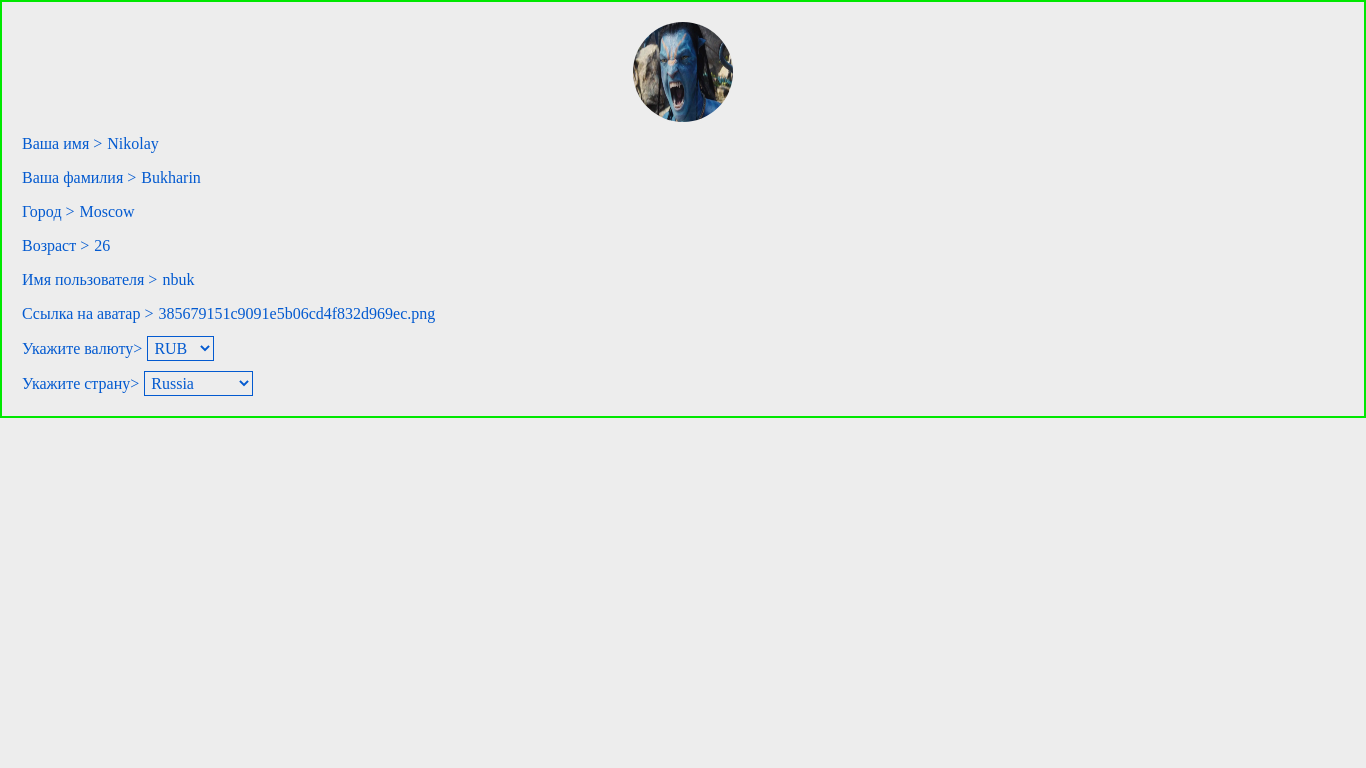 Ваша имя > Nikolay
Ваша фамилия > Bukharin
Город > Moscow
Возраст > 26
Имя пользователя > nbuk
Ссылка на аватар > 385679151c9091e5b06cd4f832d969ec.png
Укажите валюту> RUB
Укажите страну> Russia